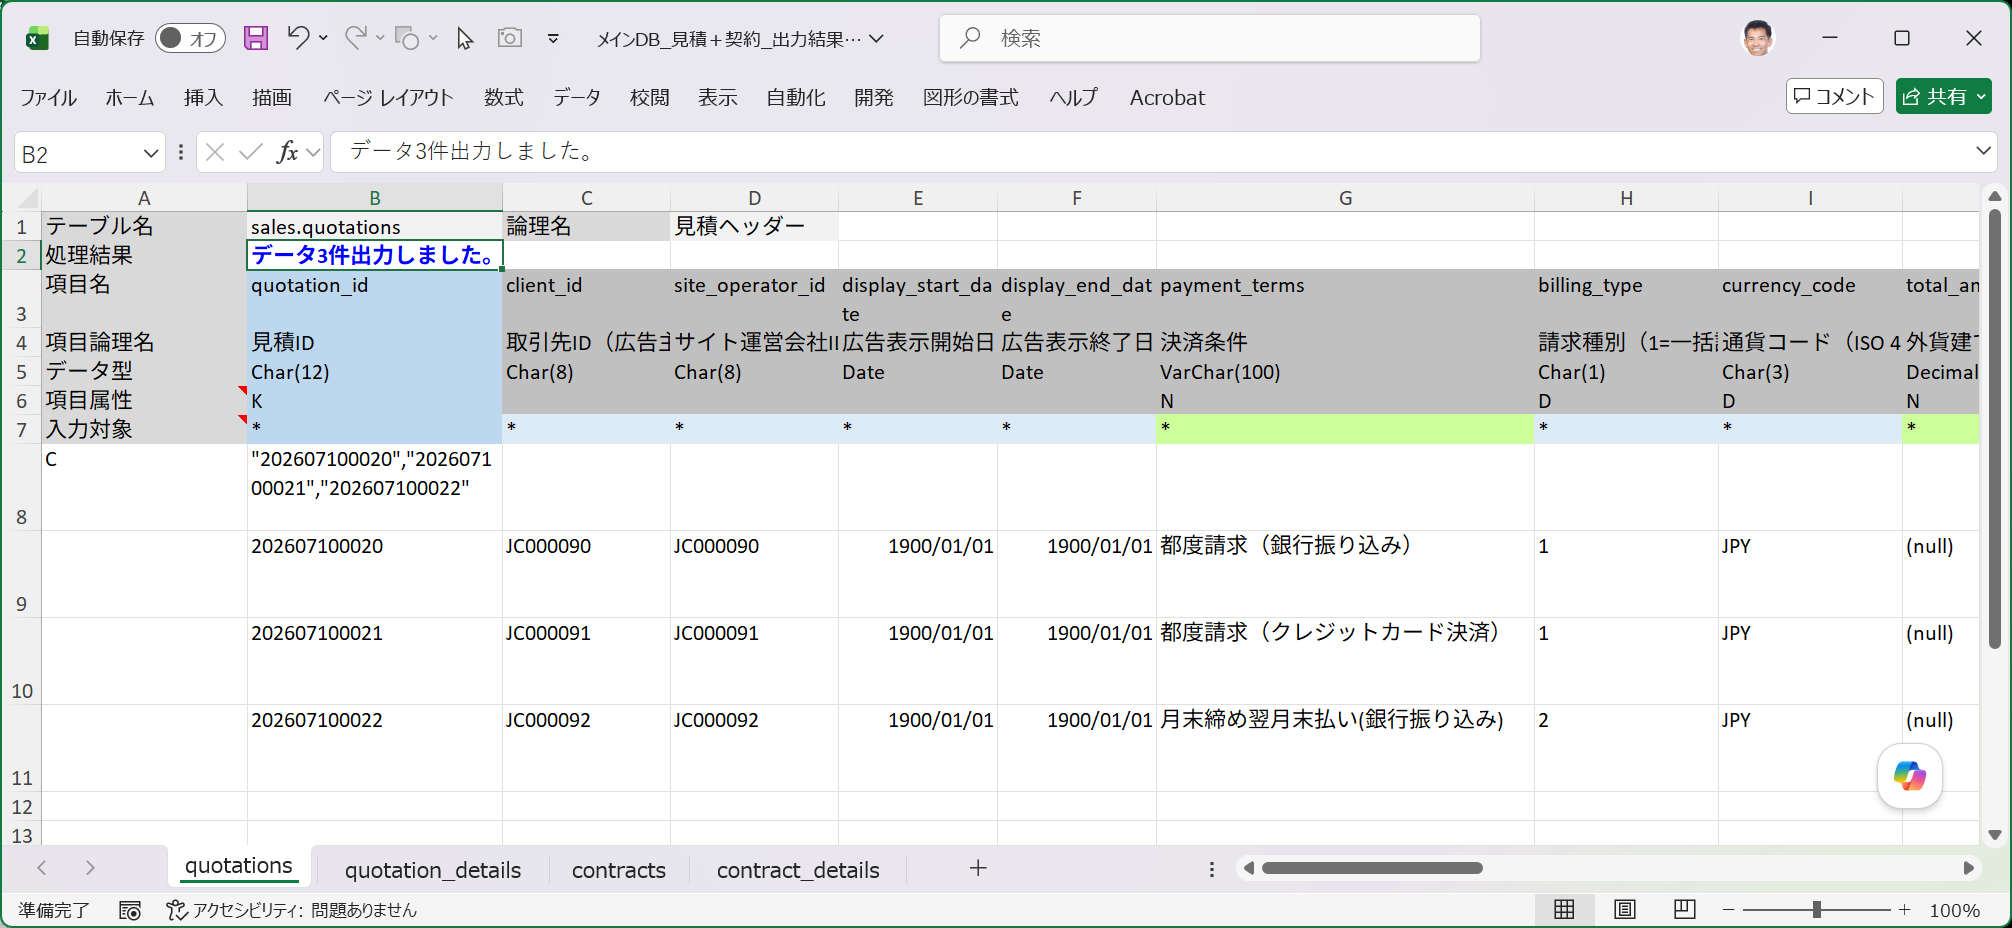 自動保存 オフ メインDB_見積＋契約_出力結果… 検索
ファイル ホーム 挿入 描画 ページ レイアウト 数式 データ 校閲 表示 自動化 開発 図形の書式 ヘルプ Acrobat コメント 共有
B2 fx データ3件出力しました。
A B C D E F G H I
1 テーブル名 sales.quotations 論理名 見積ヘッダー
2 処理結果 データ3件出力しました。
3 項目名 quotation_id client_id site_operator_id display_start_da
te display_end_dat
e payment_terms billing_type currency_code total_an
4 項目論理名 見積ID 取引先ID（広告主 サイト運営会社ID 広告表示開始日 広告表示終了日 決済条件 請求種別（1=一括 通貨コード（ISO 4 外貨建て
5 データ型 Char(12) Char(8) Char(8) Date Date VarChar(100) Char(1) Char(3) Decimal
6 項目属性 K N D D N
7 入力対象 * * * * * * * * *
8 C "202607100020","2026071
00021","202607100022"
9 202607100020 JC000090 JC000090 1900/01/01 1900/01/01 都度請求（銀行振り込み） 1 JPY (null)
10 202607100021 JC000091 JC000091 1900/01/01 1900/01/01 都度請求（クレジットカード決済） 1 JPY (null)
11 202607100022 JC000092 JC000092 1900/01/01 1900/01/01 月末締め翌月末払い(銀行振り込み) 2 JPY (null)
12
13
quotations quotation_details contracts contract_details
準備完了 アクセシビリティ: 問題ありません 100%